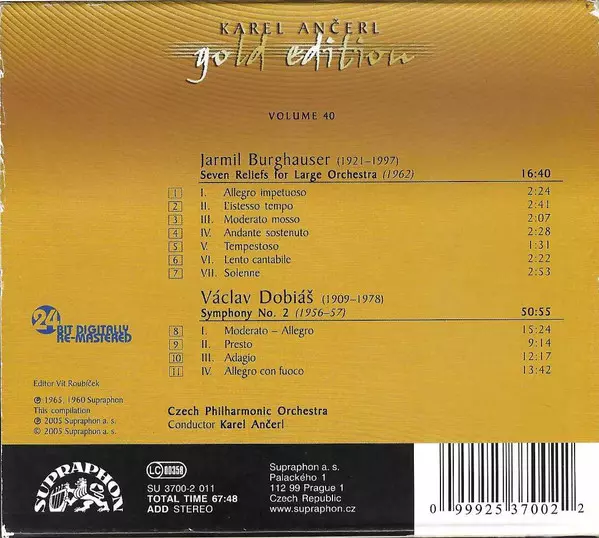 KAREL ANČERL
gold edition
VOLUME 40
Jarmil Burghauser (1921–1997)
Seven Reliefs for Large Orchestra (1962) 16:40
1 I. Allegro impetuoso 2:24
2 II. L'istesso tempo 2:41
3 III. Moderato mosso 2:07
4 IV. Andante sostenuto 2:28
5 V. Tempestoso 1:31
6 VI. Lento cantabile 2:22
7 VII. Solenne 2:53
Václav Dobiáš (1909–1978)
Symphony No. 2 (1956–57) 50:55
8 I. Moderato – Allegro 15:24
9 II. Presto 9:14
10 III. Adagio 12:17
11 IV. Allegro con fuoco 13:42
24
BIT DIGITALLY
RE-MASTERED
Editor Vít Roubíček
℗ 1965, 1960 Supraphon
This compilation
℗ 2005 Supraphon a. s.
© 2005 Supraphon a. s.
Czech Philharmonic Orchestra
Conductor Karel Ančerl
SUPRAPHON
LC 00358
SU 3700-2 011
TOTAL TIME 67:48
ADD STEREO
Supraphon a. s.
Palackého 1
112 99 Prague 1
Czech Republic
www.supraphon.cz
0 99925 37002 2